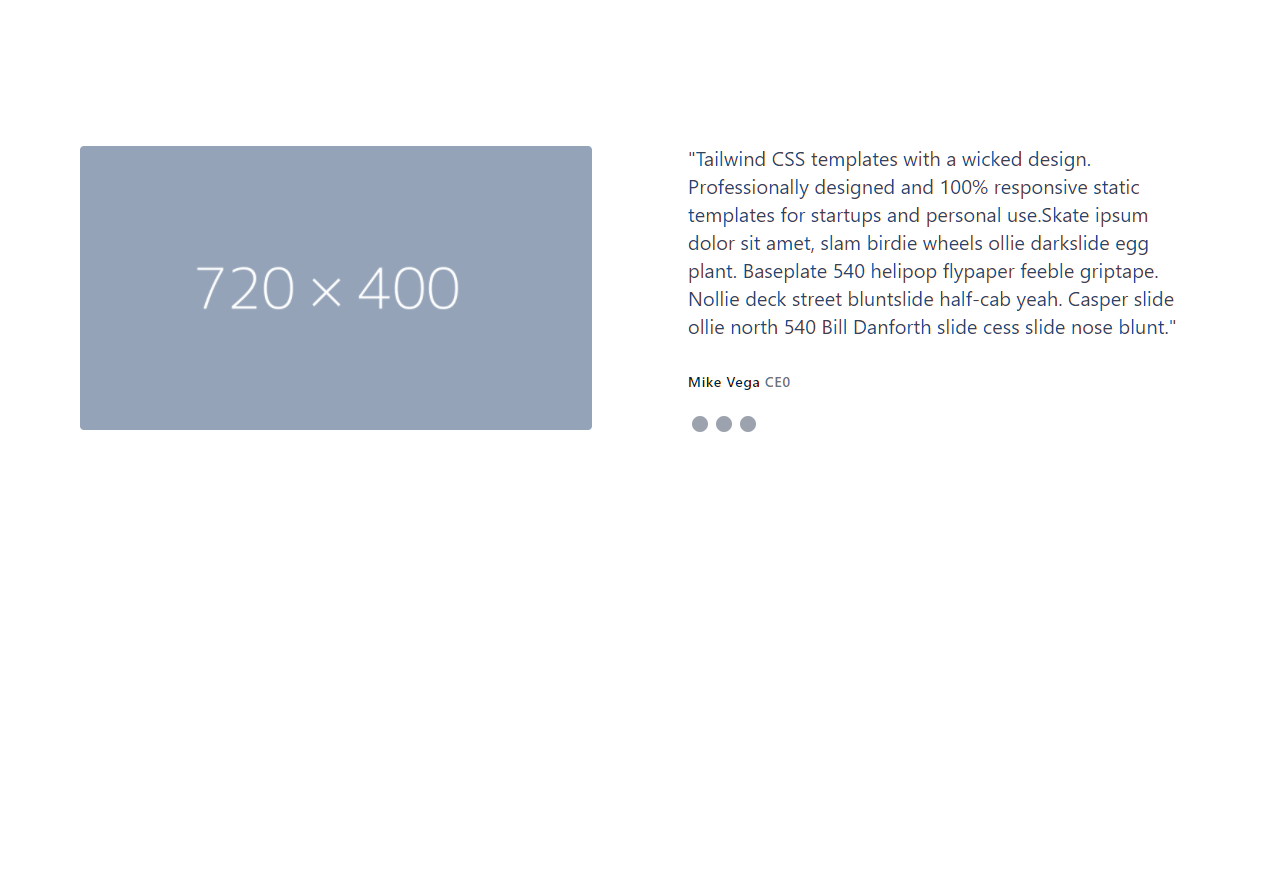 720 × 400
"Tailwind CSS templates with a wicked design.
Professionally designed and 100% responsive static
templates for startups and personal use.Skate ipsum
dolor sit amet, slam birdie wheels ollie darkslide egg
plant. Baseplate 540 helipop flypaper feeble griptape.
Nollie deck street bluntslide half-cab yeah. Casper slide
ollie north 540 Bill Danforth slide cess slide nose blunt."
Mike Vega CE0